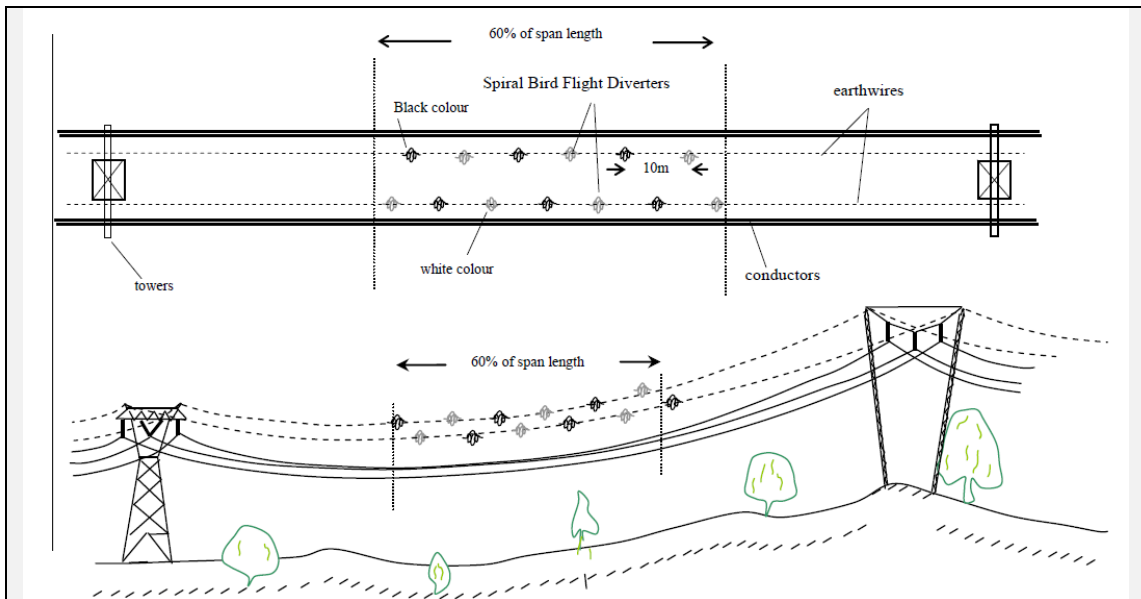 60% of span length
Spiral Bird Flight Diverters
earthwires
Black colour
10m
white colour
conductors
towers
60% of span length